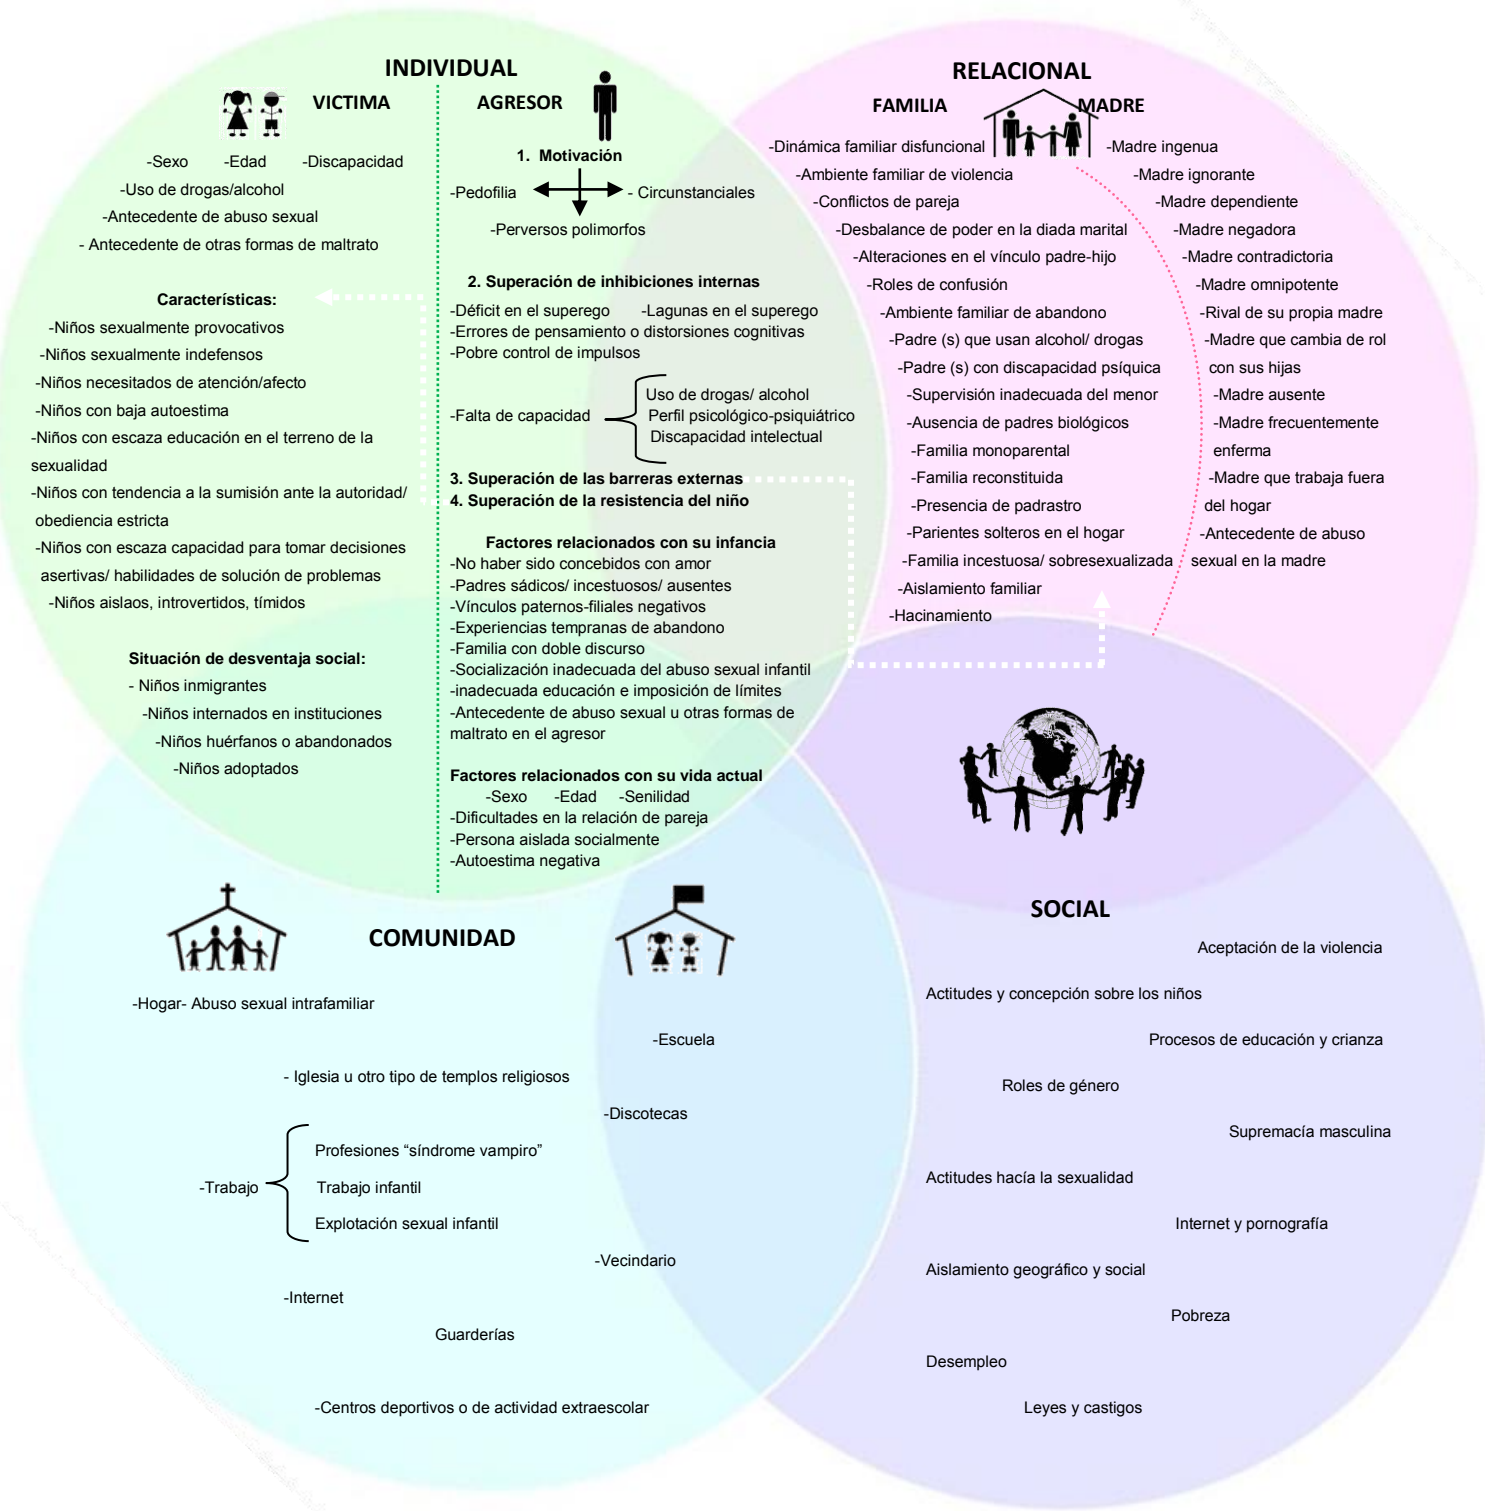 INDIVIDUAL
VICTIMA
-Sexo -Edad -Discapacidad
-Uso de drogas/alcohol
-Antecedente de abuso sexual
- Antecedente de otras formas de maltrato
Características:
-Niños sexualmente provocativos
-Niños sexualmente indefensos
-Niños necesitados de atención/afecto
-Niños con baja autoestima
-Niños con escaza educación en el terreno de la
sexualidad
-Niños con tendencia a la sumisión ante la autoridad/
obediencia estricta
-Niños con escaza capacidad para tomar decisiones
asertivas/ habilidades de solución de problemas
-Niños aislaos, introvertidos, tímidos
Situación de desventaja social:
- Niños inmigrantes
-Niños internados en instituciones
-Niños huérfanos o abandonados
-Niños adoptados
AGRESOR
1. Motivación
-Pedofilia - Circunstanciales
-Perversos polimorfos
2. Superación de inhibiciones internas
-Déficit en el superego -Lagunas en el superego
-Errores de pensamiento o distorsiones cognitivas
-Pobre control de impulsos
-Falta de capacidad
Uso de drogas/ alcohol
Perfil psicológico-psiquiátrico
Discapacidad intelectual
3. Superación de las barreras externas
4. Superación de la resistencia del niño
Factores relacionados con su infancia
-No haber sido concebidos con amor
-Padres sádicos/ incestuosos/ ausentes
-Vínculos paternos-filiales negativos
-Experiencias tempranas de abandono
-Familia con doble discurso
-Socialización inadecuada del abuso sexual infantil
-inadecuada educación e imposición de límites
-Antecedente de abuso sexual u otras formas de
maltrato en el agresor
Factores relacionados con su vida actual
-Sexo -Edad -Senilidad
-Dificultades en la relación de pareja
-Persona aislada socialmente
-Autoestima negativa
RELACIONAL
FAMILIA
-Dinámica familiar disfuncional
-Ambiente familiar de violencia
-Conflictos de pareja
-Desbalance de poder en la diada marital
-Alteraciones en el vínculo padre-hijo
-Roles de confusión
-Ambiente familiar de abandono
-Padre (s) que usan alcohol/ drogas
-Padre (s) con discapacidad psíquica
-Supervisión inadecuada del menor
-Ausencia de padres biológicos
-Familia monoparental
-Familia reconstituida
-Presencia de padrastro
-Parientes solteros en el hogar
-Familia incestuosa/ sobresexualizada
-Aislamiento familiar
-Hacinamiento
MADRE
-Madre ingenua
-Madre ignorante
-Madre dependiente
-Madre negadora
-Madre contradictoria
-Madre omnipotente
-Rival de su propia madre
-Madre que cambia de rol
con sus hijas
-Madre ausente
-Madre frecuentemente
enferma
-Madre que trabaja fuera
del hogar
-Antecedente de abuso
sexual en la madre
COMUNIDAD
-Hogar- Abuso sexual intrafamiliar
-Escuela
- Iglesia u otro tipo de templos religiosos
-Discotecas
-Trabajo
Profesiones “síndrome vampiro”
Trabajo infantil
Explotación sexual infantil
-Vecindario
-Internet
Guarderías
-Centros deportivos o de actividad extraescolar
SOCIAL
Aceptación de la violencia
Actitudes y concepción sobre los niños
Procesos de educación y crianza
Roles de género
Supremacía masculina
Actitudes hacía la sexualidad
Internet y pornografía
Aislamiento geográfico y social
Pobreza
Desempleo
Leyes y castigos